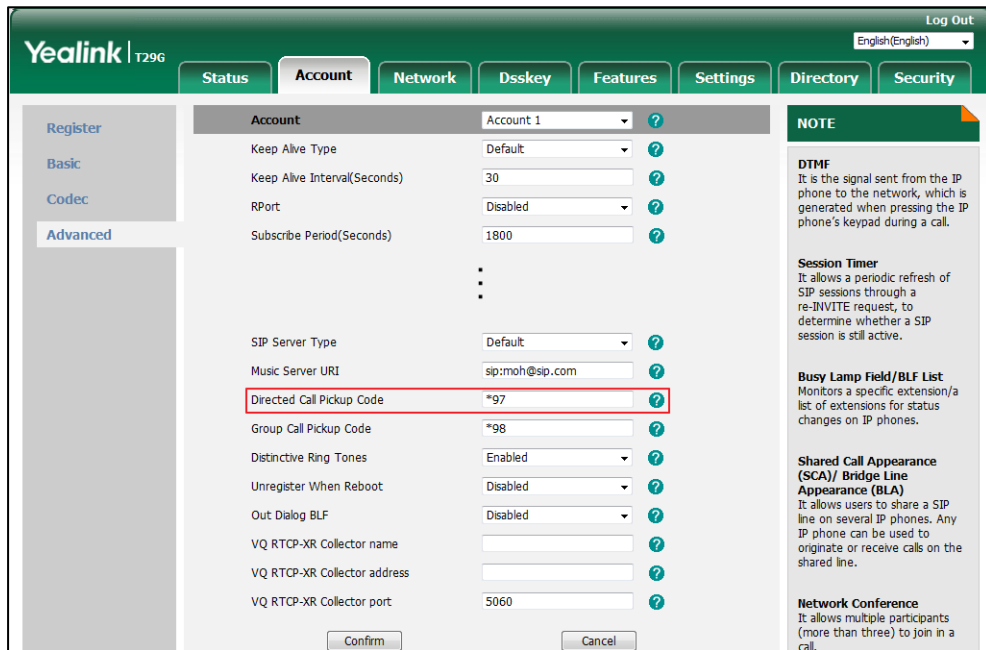 Log Out
Yealink T29G
English(English)
Status
Account
Network
Dsskey
Features
Settings
Directory
Security
Register
Basic
Codec
Advanced
Account Account 1 ?
Keep Alive Type Default ?
Keep Alive Interval(Seconds) 30 ?
RPort Disabled ?
Subscribe Period(Seconds) 1800 ?
SIP Server Type Default ?
Music Server URI sip:moh@sip.com ?
Directed Call Pickup Code *97 ?
Group Call Pickup Code *98 ?
Distinctive Ring Tones Enabled ?
Unregister When Reboot Disabled ?
Out Dialog BLF Disabled ?
VQ RTCP-XR Collector name ?
VQ RTCP-XR Collector address ?
VQ RTCP-XR Collector port 5060 ?
Confirm Cancel
NOTE
DTMF
It is the signal sent from the IP
phone to the network, which is
generated when pressing the IP
phone's keypad during a call.
Session Timer
It allows a periodic refresh of
SIP sessions through a
re-INVITE request, to
determine whether a SIP
session is still active.
Busy Lamp Field/BLF List
Monitors a specific extension/a
list of extensions for status
changes on IP phones.
Shared Call Appearance
(SCA)/ Bridge Line
Appearance (BLA)
It allows users to share a SIP
line on several IP phones. Any
IP phone can be used to
originate or receive calls on the
shared line.
Network Conference
It allows multiple participants
(more than three) to join in a
call.